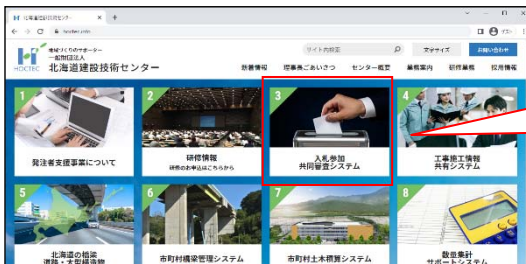 北海道建設技術セン
hoctec.info
地域づくりのサポーター
一般財団法人
HOCTEC 北海道建設技術センター
サイト内検索
文字サイズ
お問い合わせ
新着情報 理事長ごあいさつ センター概要 業務案内 研修業務 採用情報
1
発注者支援事業について
2
研修情報
研修のお申込はこちらから
3
入札参加
共同審査システム
4
工事施工情報
共有システム
5
北海道の橋梁
道路・大型構造物
6
市町村橋梁管理システム
7
市町村土木積算システム
8
数量集計
サポートシステム